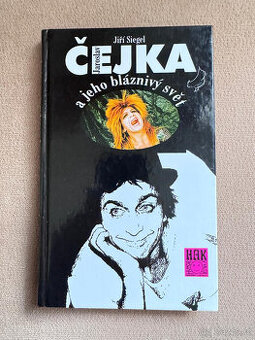 Jiří Siegel
Jaroslav
ČEJKA
a jeho bláznivý svět
HAK